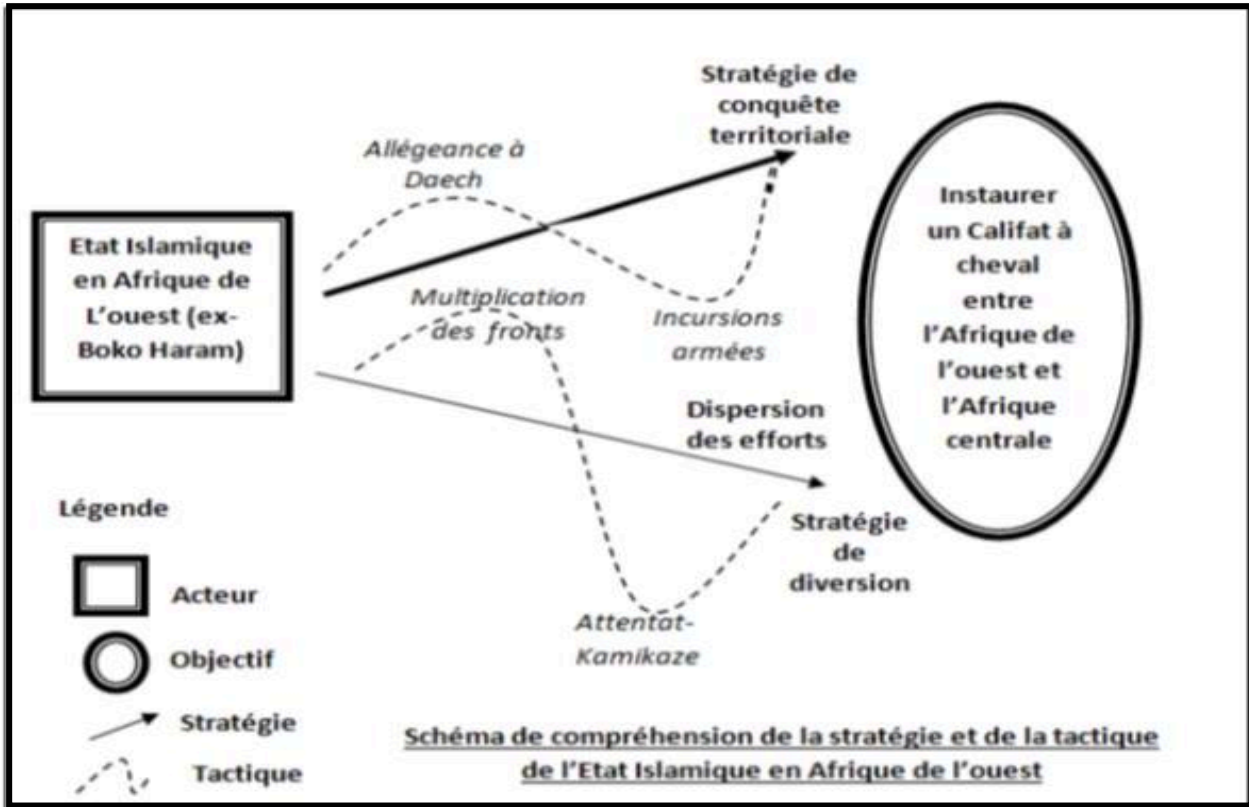 Stratégie de
conquête
territoriale
Allégeance à
Daech
Etat Islamique
en Afrique de
L'ouest (ex-
Boko Haram)
Multiplication
des fronts
Incursions
armées
Instaurer
un Califat à
cheval
entre
l'Afrique de
l'ouest et
l'Afrique
centrale
Dispersion
des efforts
Stratégie
de
diversion
Attentat-
Kamikaze
Légende
Acteur
Objectif
Stratégie
Tactique
Schéma de compréhension de la stratégie et de la tactique
de l'Etat Islamique en Afrique de l'ouest